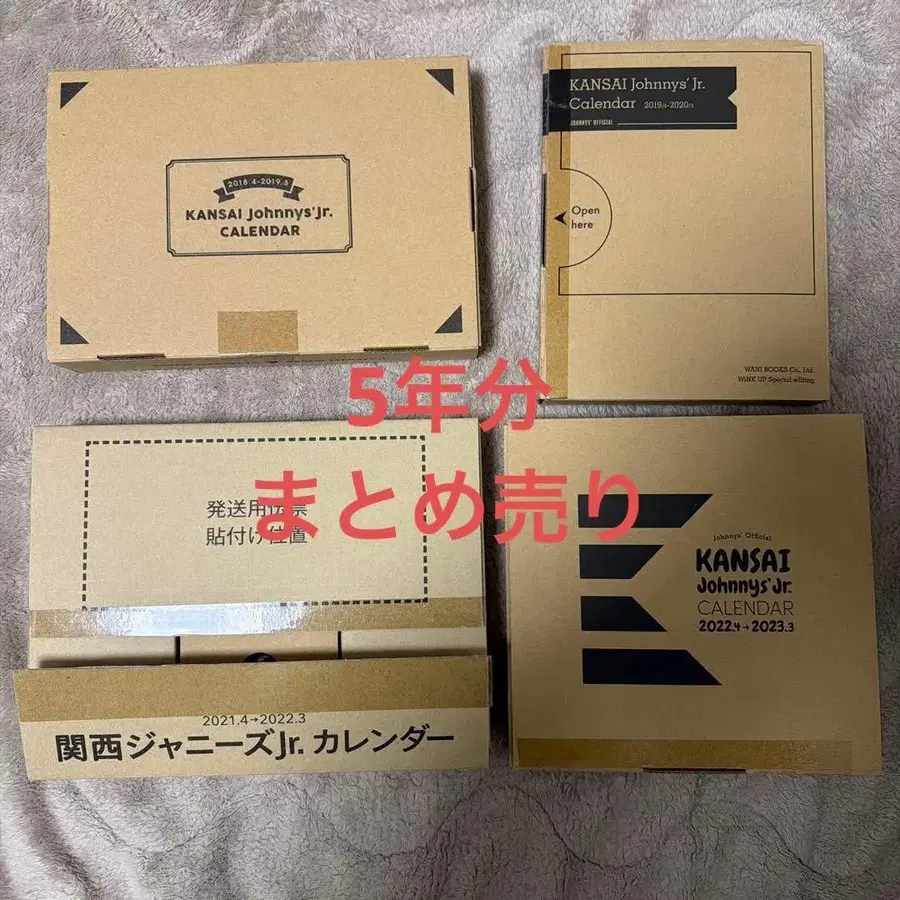 2018.4-2019.3
KANSAI Johnnys'Jr.
CALENDAR
KANSAI Johnnys' Jr.
Calendar 2019.4-2020.3
JOHNNYS' OFFICIAL
Open
here
WANI BOOKS Co., Ltd.
WiNK UP Special editing
5年分
まとめ売り
発送用伝票
貼付け位置
2021.4→2022.3
関西ジャニーズJr. カレンダー
Johnnys' Official
KANSAI
Johnnys'Jr.
CALENDAR
2022.4→2023.3